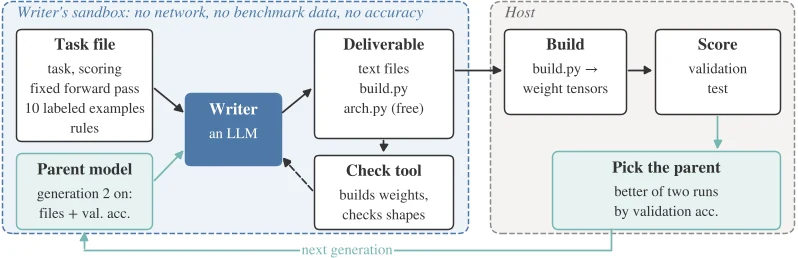 Writer's sandbox: no network, no benchmark data, no accuracy
Task file
task, scoring
fixed forward pass
10 labeled examples
rules
Parent model
generation 2 on:
files + val. acc.
Writer
an LLM
Deliverable
text files
build.py
arch.py (free)
Check tool
builds weights,
checks shapes
Host
Build
build.py →
weight tensors
Score
validation
test
Pick the parent
better of two runs
by validation acc.
next generation